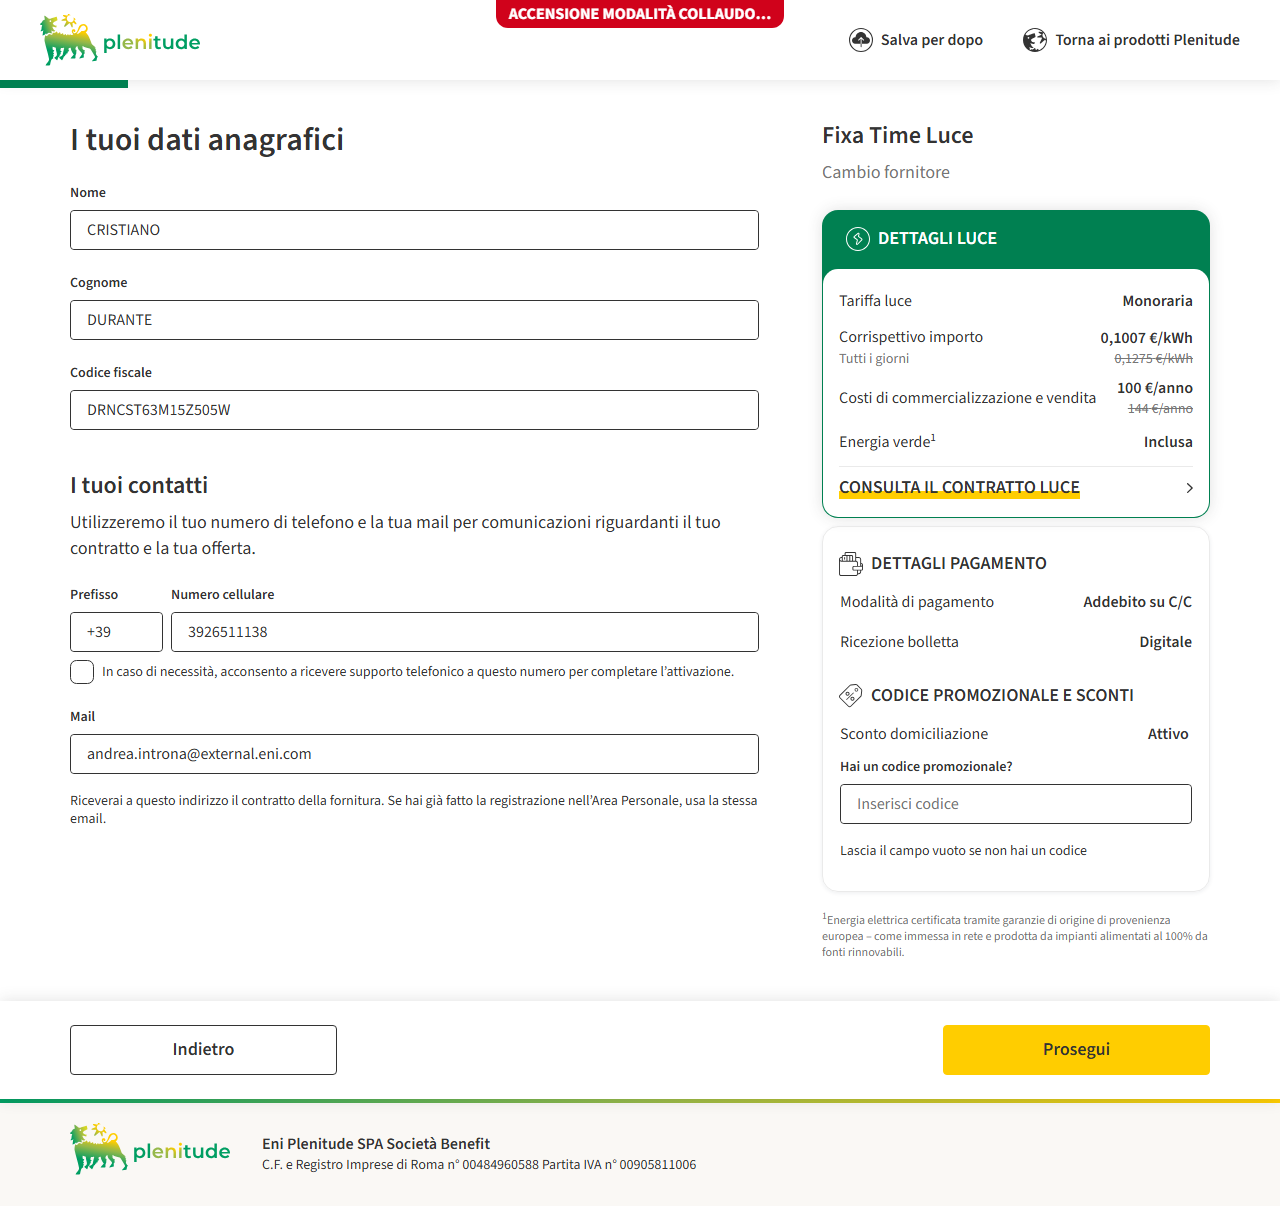 ACCENSIONE MODALITÀ COLLAUDO...
plenitude
Salva per dopo
Torna ai prodotti Plenitude
I tuoi dati anagrafici
Nome
CRISTIANO
Cognome
DURANTE
Codice fiscale
DRNCST63M15Z505W
I tuoi contatti
Utilizzeremo il tuo numero di telefono e la tua mail per comunicazioni riguardanti il tuo
contratto e la tua offerta.
Prefisso
Numero cellulare
+39
3926511138
In caso di necessità, acconsento a ricevere supporto telefonico a questo numero per completare l’attivazione.
Mail
andrea.introna@external.eni.com
Riceverai a questo indirizzo il contratto della fornitura. Se hai già fatto la registrazione nell’Area Personale, usa la stessa
email.
Fixa Time Luce
Cambio fornitore
DETTAGLI LUCE
Tariffa luce Monoraria
Corrispettivo importo 0,1007 €/kWh
Tutti i giorni 0,1275 €/kWh
Costi di commercializzazione e vendita 100 €/anno
144 €/anno
Energia verde¹ Inclusa
CONSULTA IL CONTRATTO LUCE
DETTAGLI PAGAMENTO
Modalità di pagamento Addebito su C/C
Ricezione bolletta Digitale
CODICE PROMOZIONALE E SCONTI
Sconto domiciliazione Attivo
Hai un codice promozionale?
Inserisci codice
Lascia il campo vuoto se non hai un codice
¹Energia elettrica certificata tramite garanzie di origine di provenienza
europea – come immessa in rete e prodotta da impianti alimentati al 100% da
fonti rinnovabili.
Indietro
Prosegui
plenitude
Eni Plenitude SPA Società Benefit
C.F. e Registro Imprese di Roma n° 00484960588 Partita IVA n° 00905811006